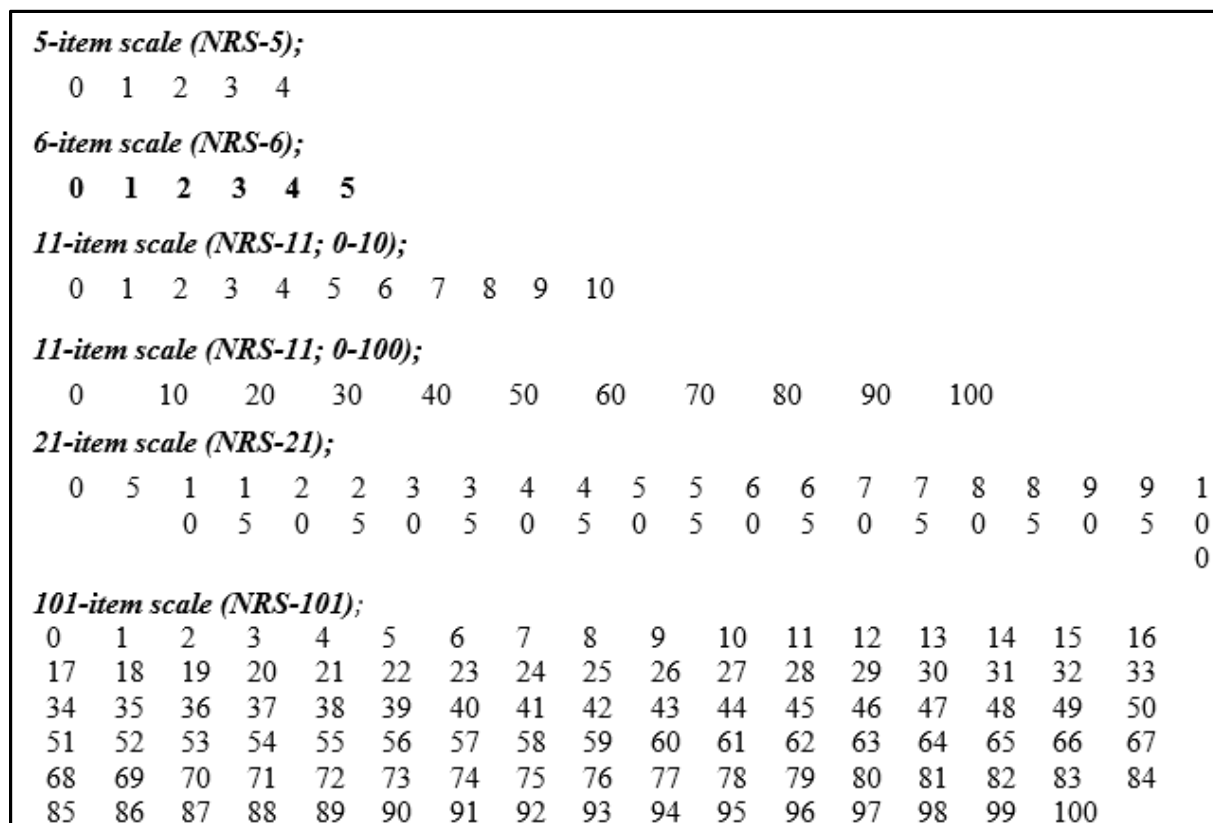 5-item scale (NRS-5);
0 1 2 3 4
6-item scale (NRS-6);
0 1 2 3 4 5
11-item scale (NRS-11; 0-10);
0 1 2 3 4 5 6 7 8 9 10
11-item scale (NRS-11; 0-100);
0 10 20 30 40 50 60 70 80 90 100
21-item scale (NRS-21);
0 5 1 1 2 2 3 3 4 4 5 5 6 6 7 7 8 8 9 9 1
0 5 0 5 0 5 0 5 0 5 0 5 0 5 0 5 0 5 0
0
101-item scale (NRS-101);
0 1 2 3 4 5 6 7 8 9 10 11 12 13 14 15 16
17 18 19 20 21 22 23 24 25 26 27 28 29 30 31 32 33
34 35 36 37 38 39 40 41 42 43 44 45 46 47 48 49 50
51 52 53 54 55 56 57 58 59 60 61 62 63 64 65 66 67
68 69 70 71 72 73 74 75 76 77 78 79 80 81 82 83 84
85 86 87 88 89 90 91 92 93 94 95 96 97 98 99 100